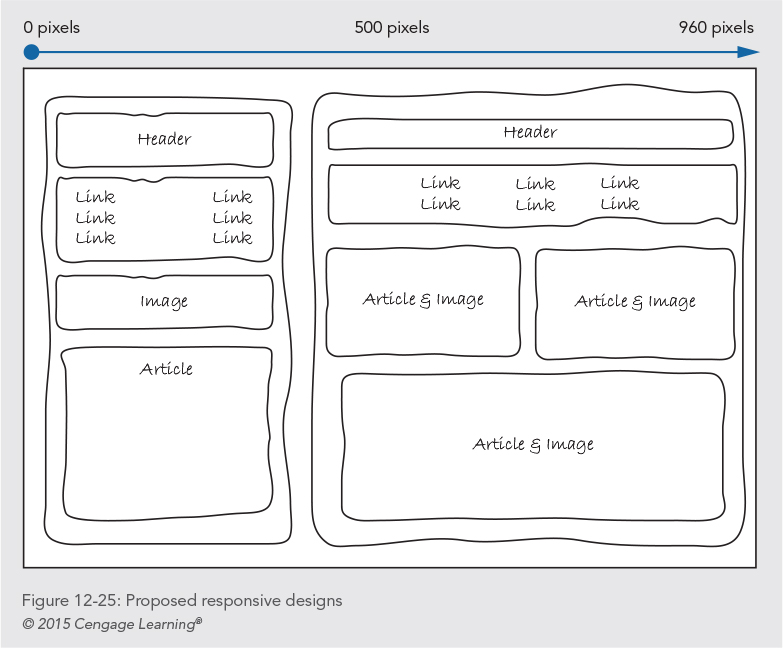 0 pixels 500 pixels 960 pixels
Header
Link Link
Link Link
Link Link
Image
Article
Header
Link Link Link
Link Link Link
Article & Image Article & Image
Article & Image
Figure 12-25: Proposed responsive designs
© 2015 Cengage Learning®